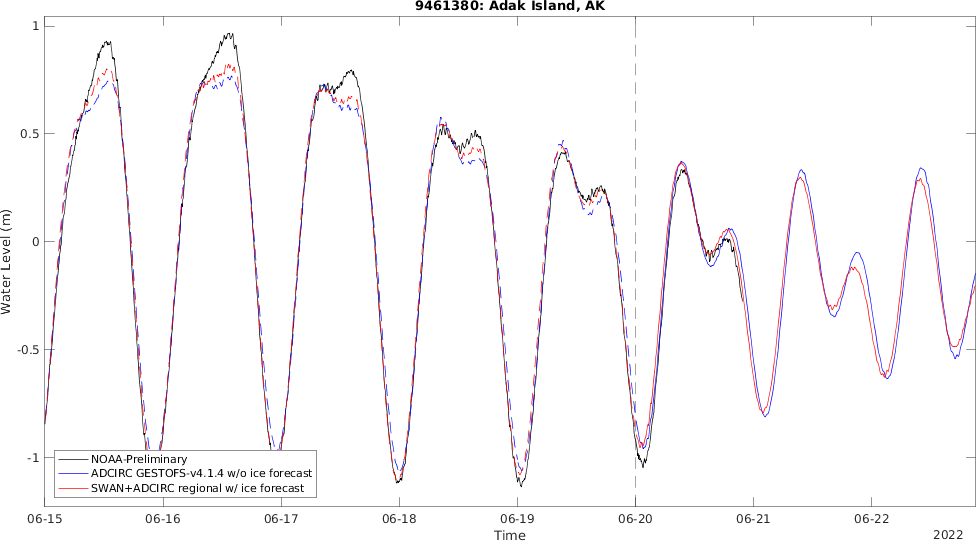 9461380: Adak Island, AK
1
0.5
0
-0.5
-1
Water Level (m)
NOAA-Preliminary
ADCIRC GESTOFS-v4.1.4 w/o ice forecast
SWAN+ADCIRC regional w/ ice forecast
06-15 06-16 06-17 06-18 06-19 06-20 06-21 06-22
Time
2022